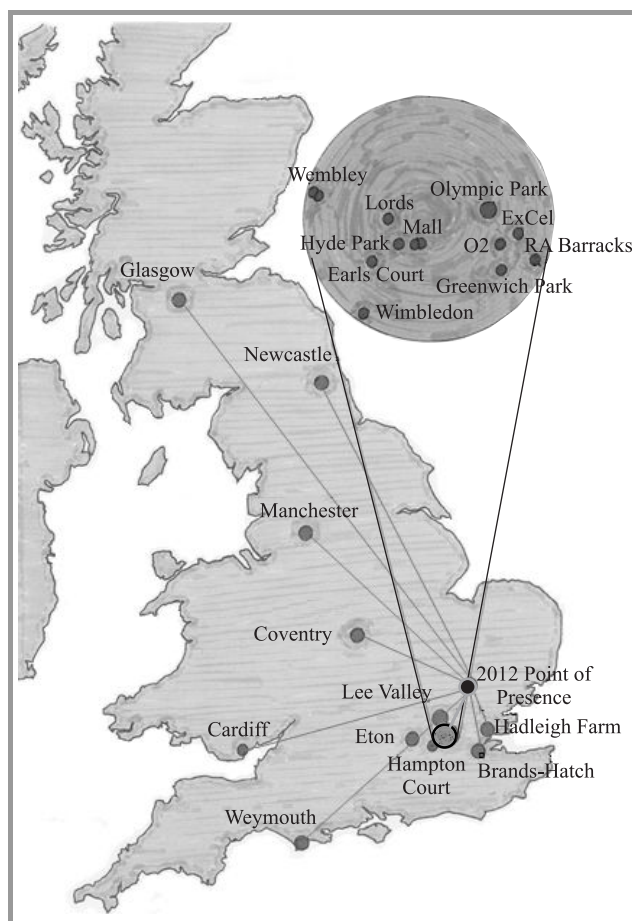 Wembley
Olympic Park
Lords
ExCel
Hyde Park
Mall
O2
RA Barracks
Earls Court
Greenwich Park
Glasgow
Wimbledon
Newcastle
Manchester
Coventry
2012 Point of
Presence
Lee Valley
Cardiff
Eton
Hadleigh Farm
Hampton
Court
Brands-Hatch
Weymouth